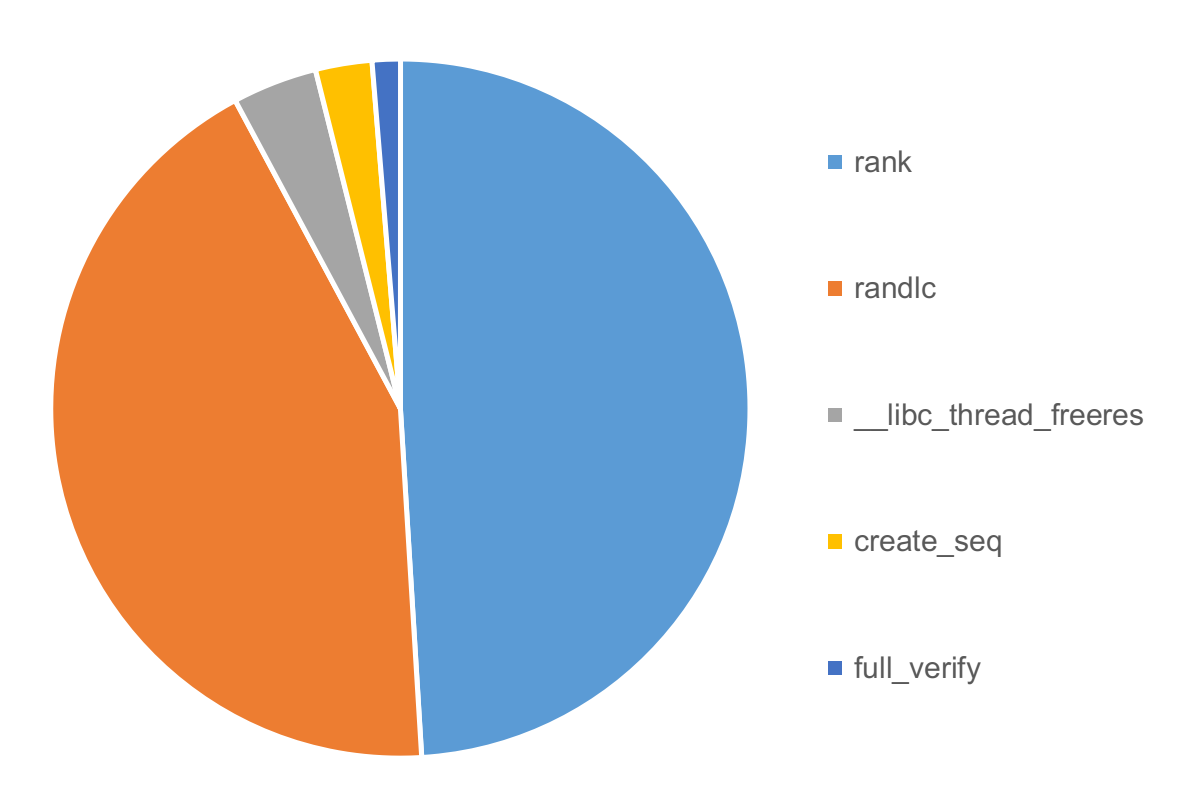 rank
randlc
__libc_thread_freeres
create_seq
full_verify